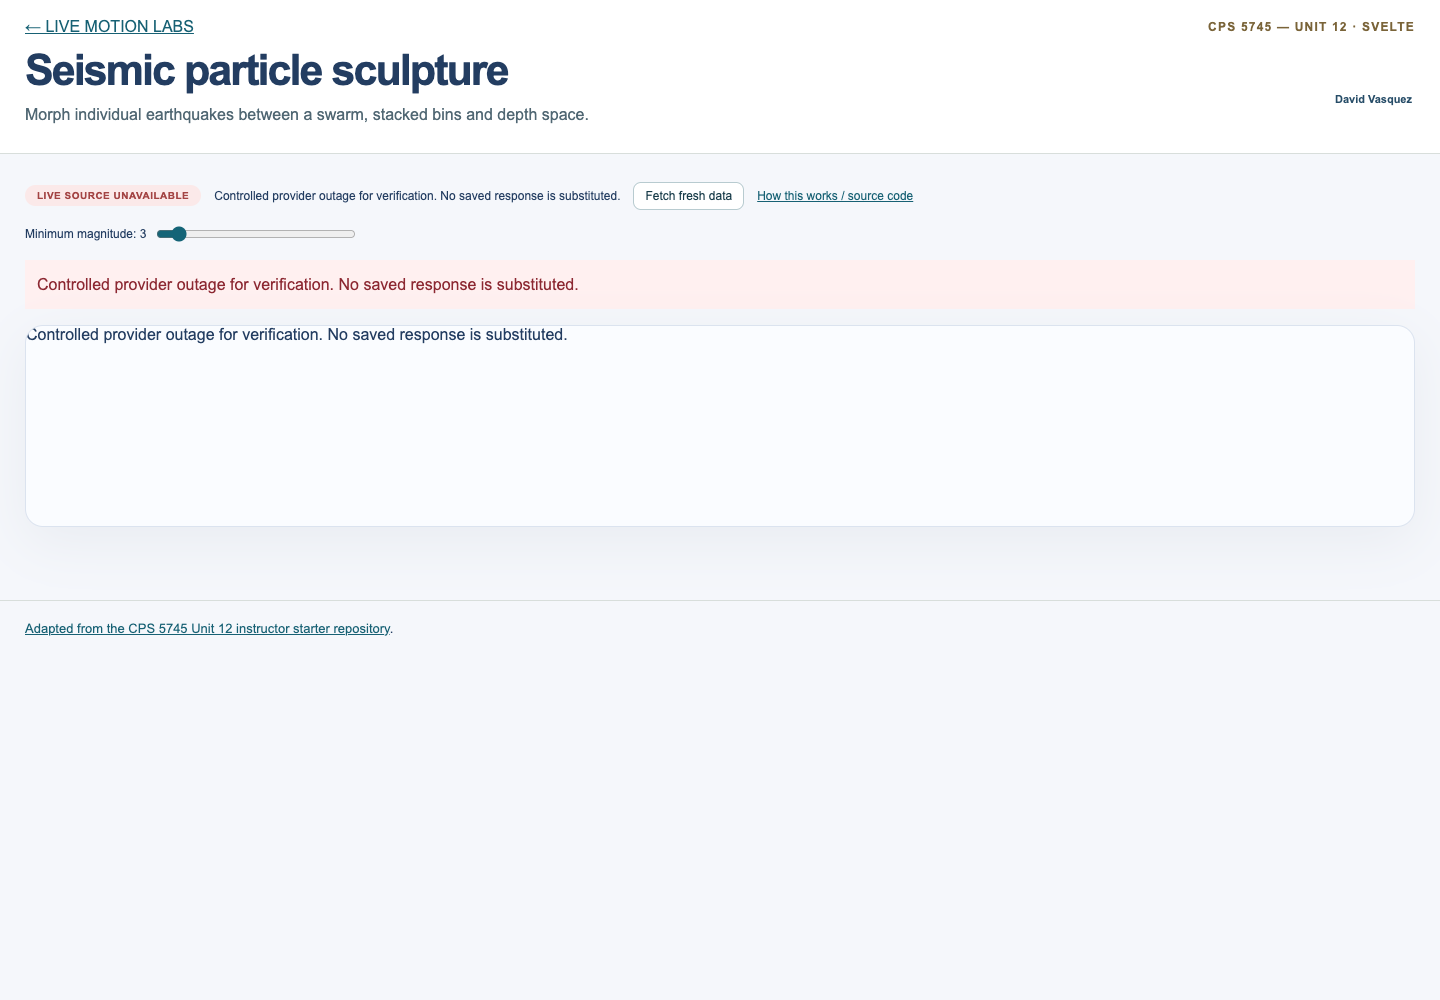 ← LIVE MOTION LABS
CPS 5745 — UNIT 12 · SVELTE
Seismic particle sculpture
David Vasquez
Morph individual earthquakes between a swarm, stacked bins and depth space.
LIVE SOURCE UNAVAILABLE Controlled provider outage for verification. No saved response is substituted. Fetch fresh data How this works / source code
Minimum magnitude: 3
Controlled provider outage for verification. No saved response is substituted.
Controlled provider outage for verification. No saved response is substituted.
Adapted from the CPS 5745 Unit 12 instructor starter repository.